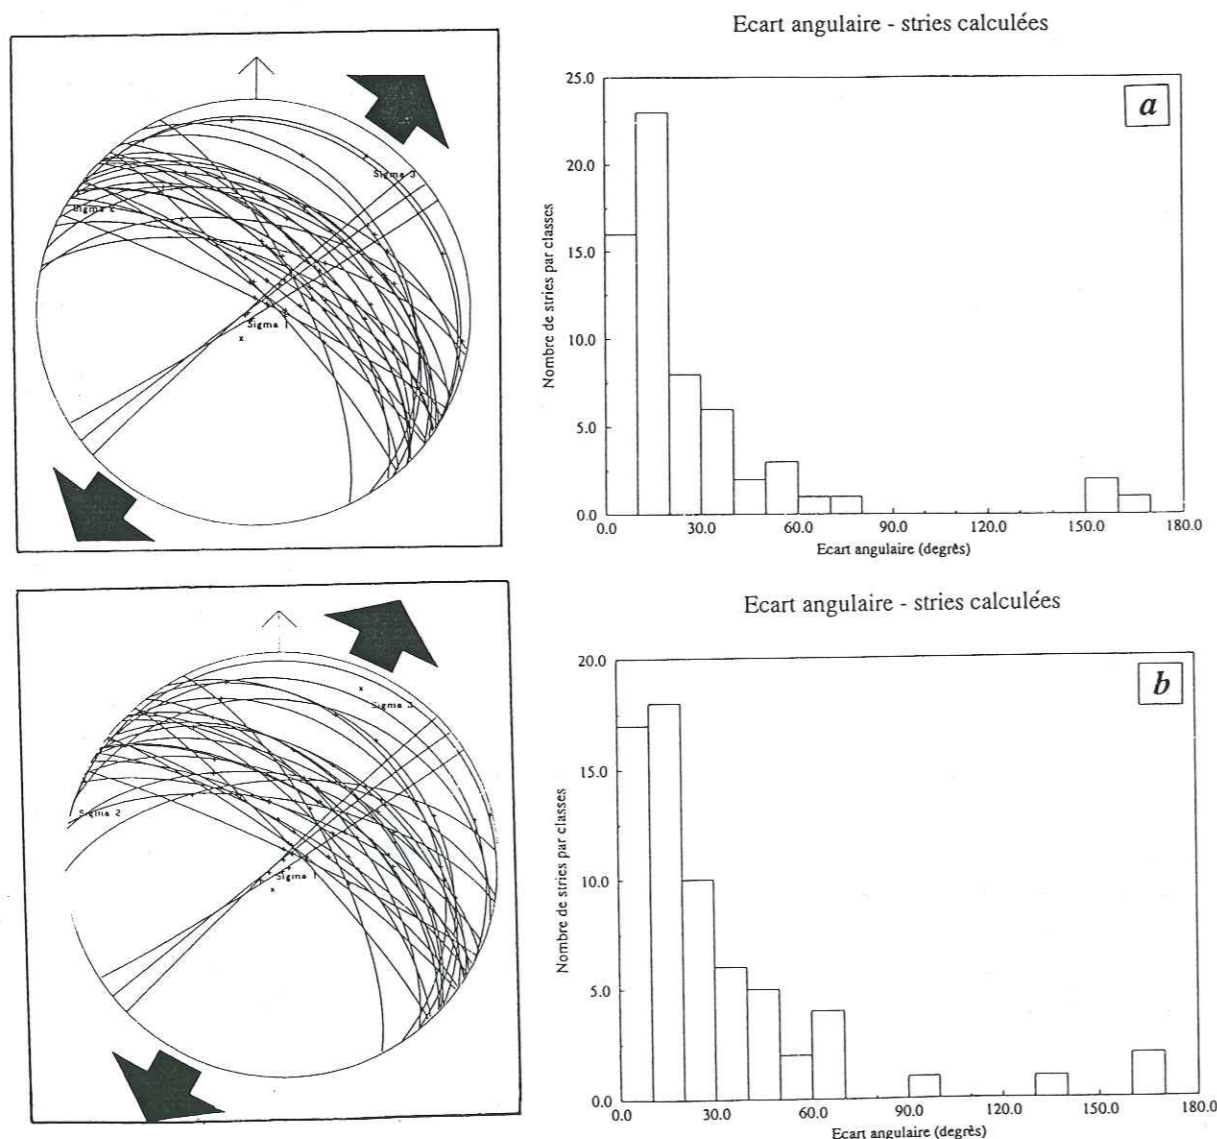 Ecart angulaire - stries calculées
a
25.0
20.0
15.0
10.0
5.0
0.0
Nombre de stries par classes
0.0 30.0 60.0 90.0 120.0 150.0 180.0
Ecart angulaire (degrès)
Sigma 3
Sigma 2
Sigma 1
Ecart angulaire - stries calculées
b
20.0
15.0
10.0
5.0
0.0
Nombre de stries par classes
0.0 30.0 60.0 90.0 120.0 150.0 180.0
Ecart angulaire (degrès)
Sigma 3
Sigma 2
Sigma 1